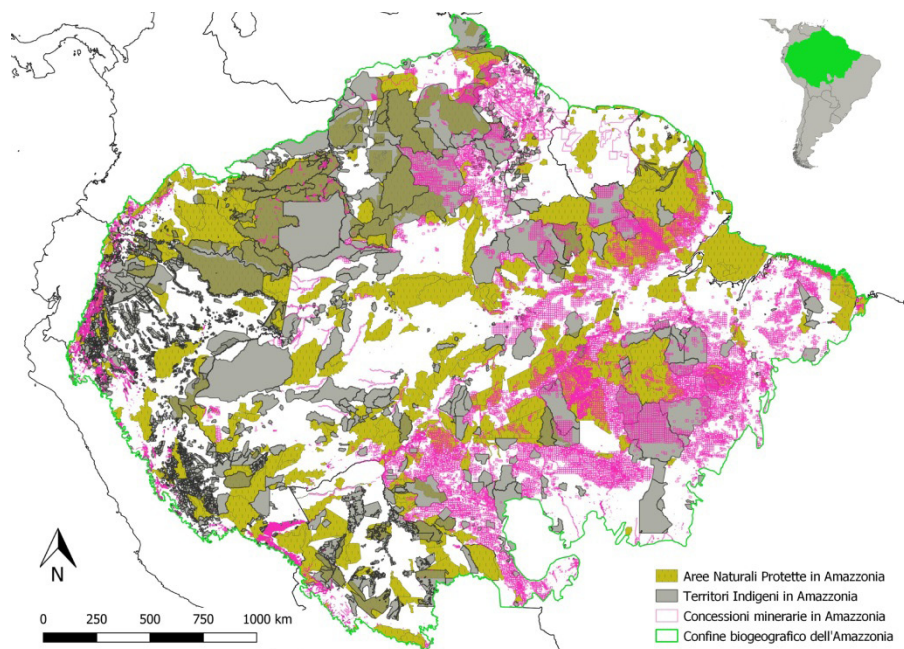 N
0 250 500 750 1000 km
Aree Naturali Protette in Amazzonia
Territori Indigeni in Amazzonia
Concessioni minerarie in Amazzonia
Confine biogeografico dell'Amazzonia